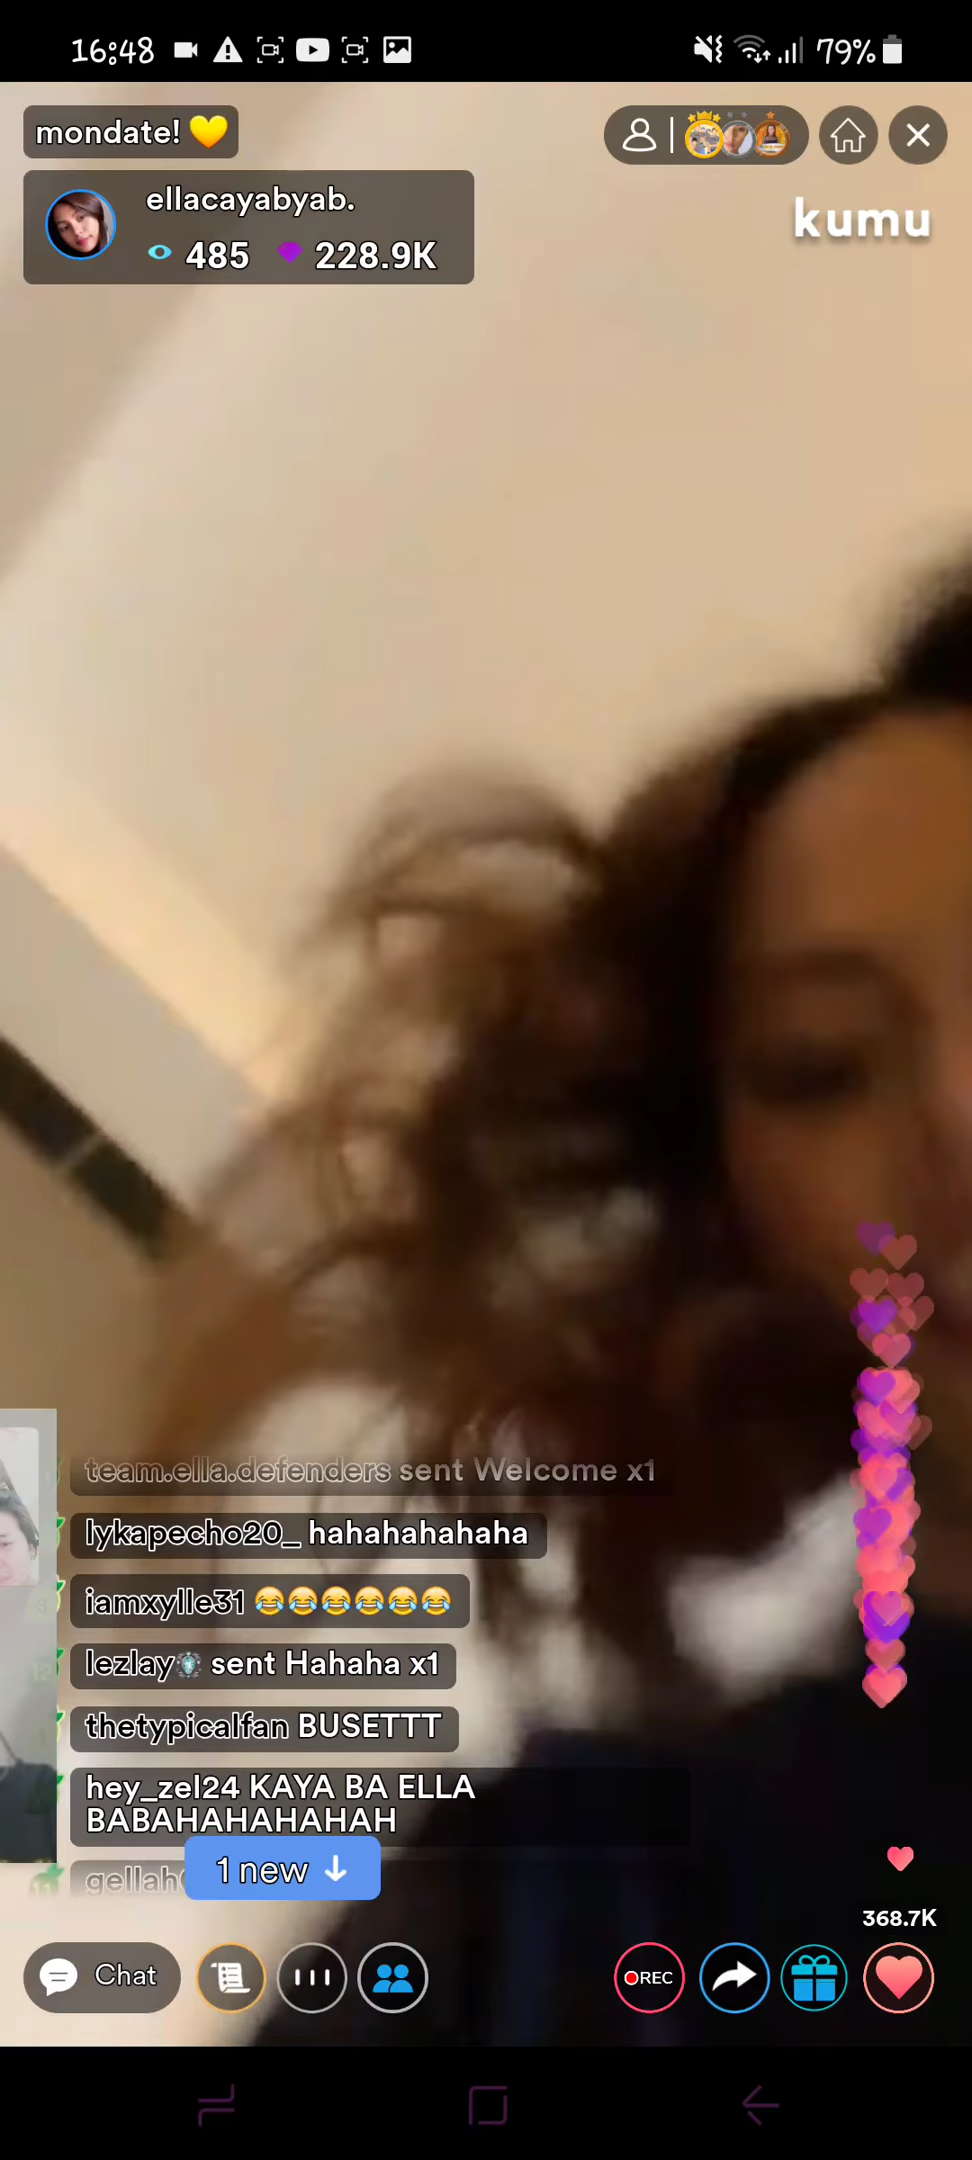 16:48
79%
mondate! 💛
ellacayabyab.
485 228.9K
kumu
team.ella.defenders sent Welcome x1
lykapecho20_ hahahahahaha
iamxylle31 😂😂😂😂😂😂
lezlay sent Hahaha x1
thetypicalfan BUSETTT
hey_zel24 KAYA BA ELLA
BABAHAHAHAHAH
1 new ↓
368.7K
Chat
REC